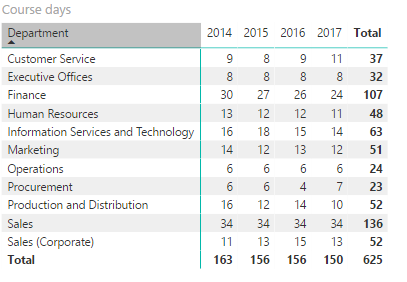 Course days
Department 2014 2015 2016 2017 Total
Customer Service 9 8 9 11 37
Executive Offices 8 8 8 8 32
Finance 30 27 26 24 107
Human Resources 13 12 12 11 48
Information Services and Technology 16 18 15 14 63
Marketing 14 12 13 12 51
Operations 6 6 6 6 24
Procurement 6 6 4 7 23
Production and Distribution 16 12 14 10 52
Sales 34 34 34 34 136
Sales (Corporate) 11 13 15 13 52
Total 163 156 156 150 625